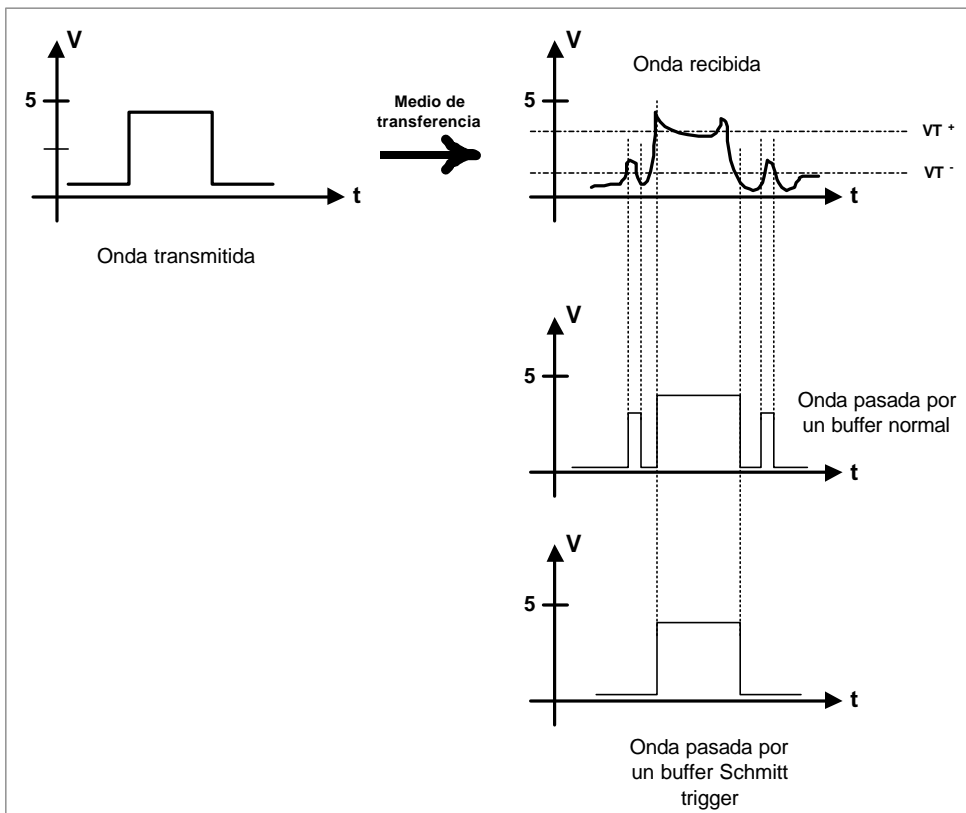 V
5
t
Onda transmitida
Medio de
transferencia
V
Onda recibida
5
VT +
VT -
t
V
5
Onda pasada por
un buffer normal
t
V
5
t
Onda pasada por
un buffer Schmitt
trigger